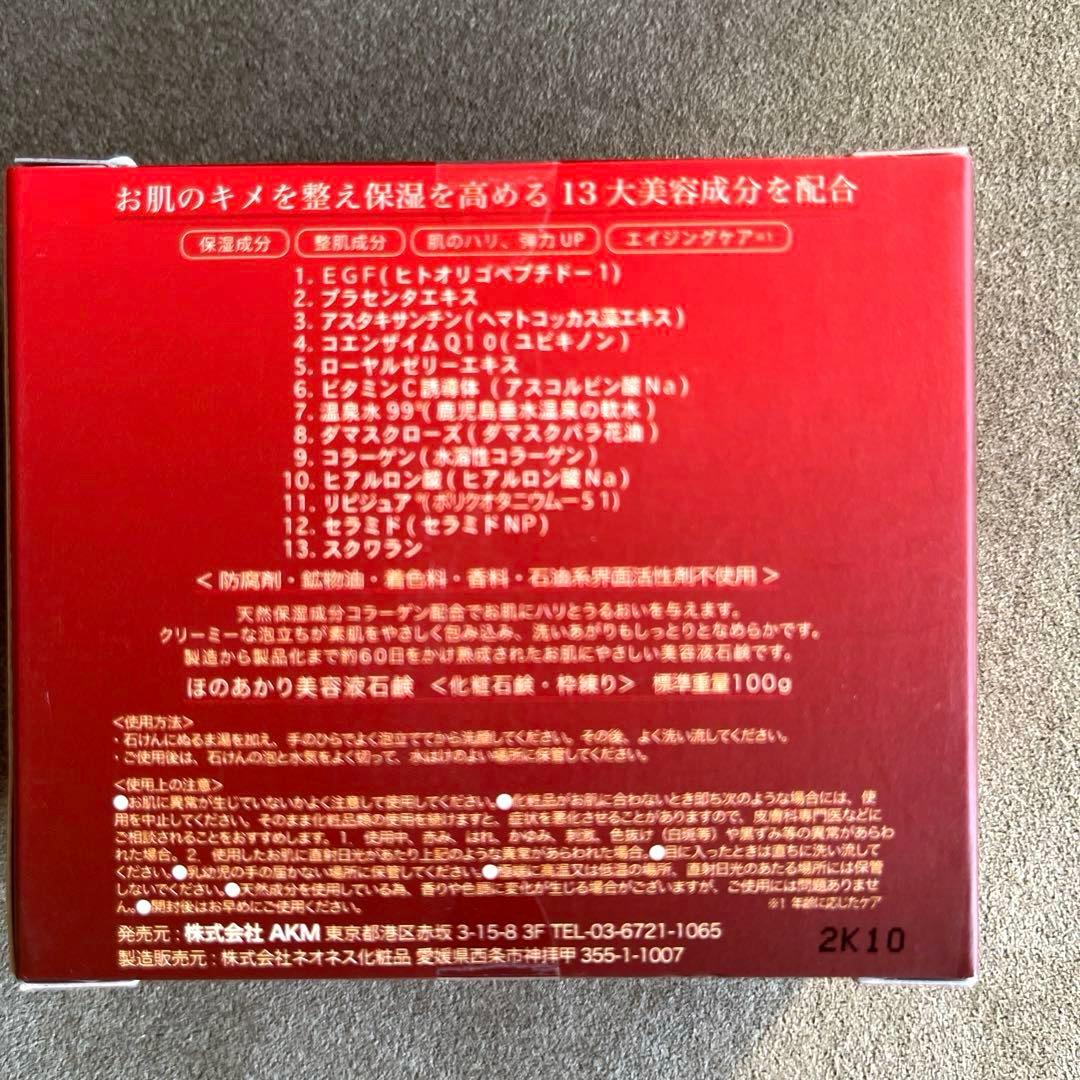 お肌のキメを整え保湿を高める 13 大美容成分を配合
保湿成分 整肌成分 肌のハリ、弾力UP エイジングケア※1
1. EGF(ヒトオリゴペプチドー1)
2. プラセンタエキス
3. アスタキサンチン(ヘマトコッカス藻エキス)
4. コエンザイムQ10(ユビキノン)
5. ローヤルゼリーエキス
6. ビタミンC誘導体 (アスコルビン酸Na)
7. 温泉水99°(鹿児島垂水温泉の軟水)
8. ダマスクローズ(ダマスクバラ花油)
9. コラーゲン(水溶性コラーゲン)
10. ヒアルロン酸(ヒアルロン酸Na)
11. リピジュア®(ポリクオタニウムー51)
12. セラミド(セラミドNP)
13. スクワラン
< 防腐剤・鉱物油・着色料・香料・石油系界面活性剤不使用 >
天然保湿成分コラーゲン配合でお肌にハリとうるおいを与えます。
クリーミーな泡立ちが素肌をやさしく包み込み、洗いあがりもしっとりとなめらかです。
製造から製品化まで約60日をかけ熟成されたお肌にやさしい美容液石鹸です。
ほのあかり美容液石鹸 <化粧石鹸・枠練り> 標準重量100g
<使用方法>
・石けんにぬるま湯を加え、手のひらでよく泡立ててから洗顔してください。その後、よく洗い流してください。
・ご使用後は、石けんの泡と水気をよく切って、水はけのよい場所に保管してください。
<使用上の注意>
●お肌に異常が生じていないかよく注意して使用してください。●化粧品がお肌に合わないとき即ち次のような場合には、使
用を中止してください。そのまま化粧品類の使用を続けますと、症状を悪化させることがありますので、皮膚科専門医などに
ご相談されることをおすすめします。1. 使用中、赤み、はれ、かゆみ、刺激、色抜け(白斑等)や黒ずみ等の異常があらわ
れた場合。2. 使用したお肌に直射日光があたり上記のような異常があらわれた場合。●目に入ったときは直ちに洗い流して
ください。●乳幼児の手の届かない場所に保管してください。●極端に高温又は低温の場所、直射日光のあたる場所には保管
しないでください。●天然成分を使用している為、香りや色調に変化が生じる場合がございますが、ご使用には問題ありませ
ん。●開封後はお早めにご使用ください。 ※1 年齢に応じたケア
発売元:株式会社 AKM 東京都港区赤坂 3-15-8 3F TEL-03-6721-1065
製造販売元:株式会社ネオネス化粧品 愛媛県西条市神拝甲 355-1-1007
2K10